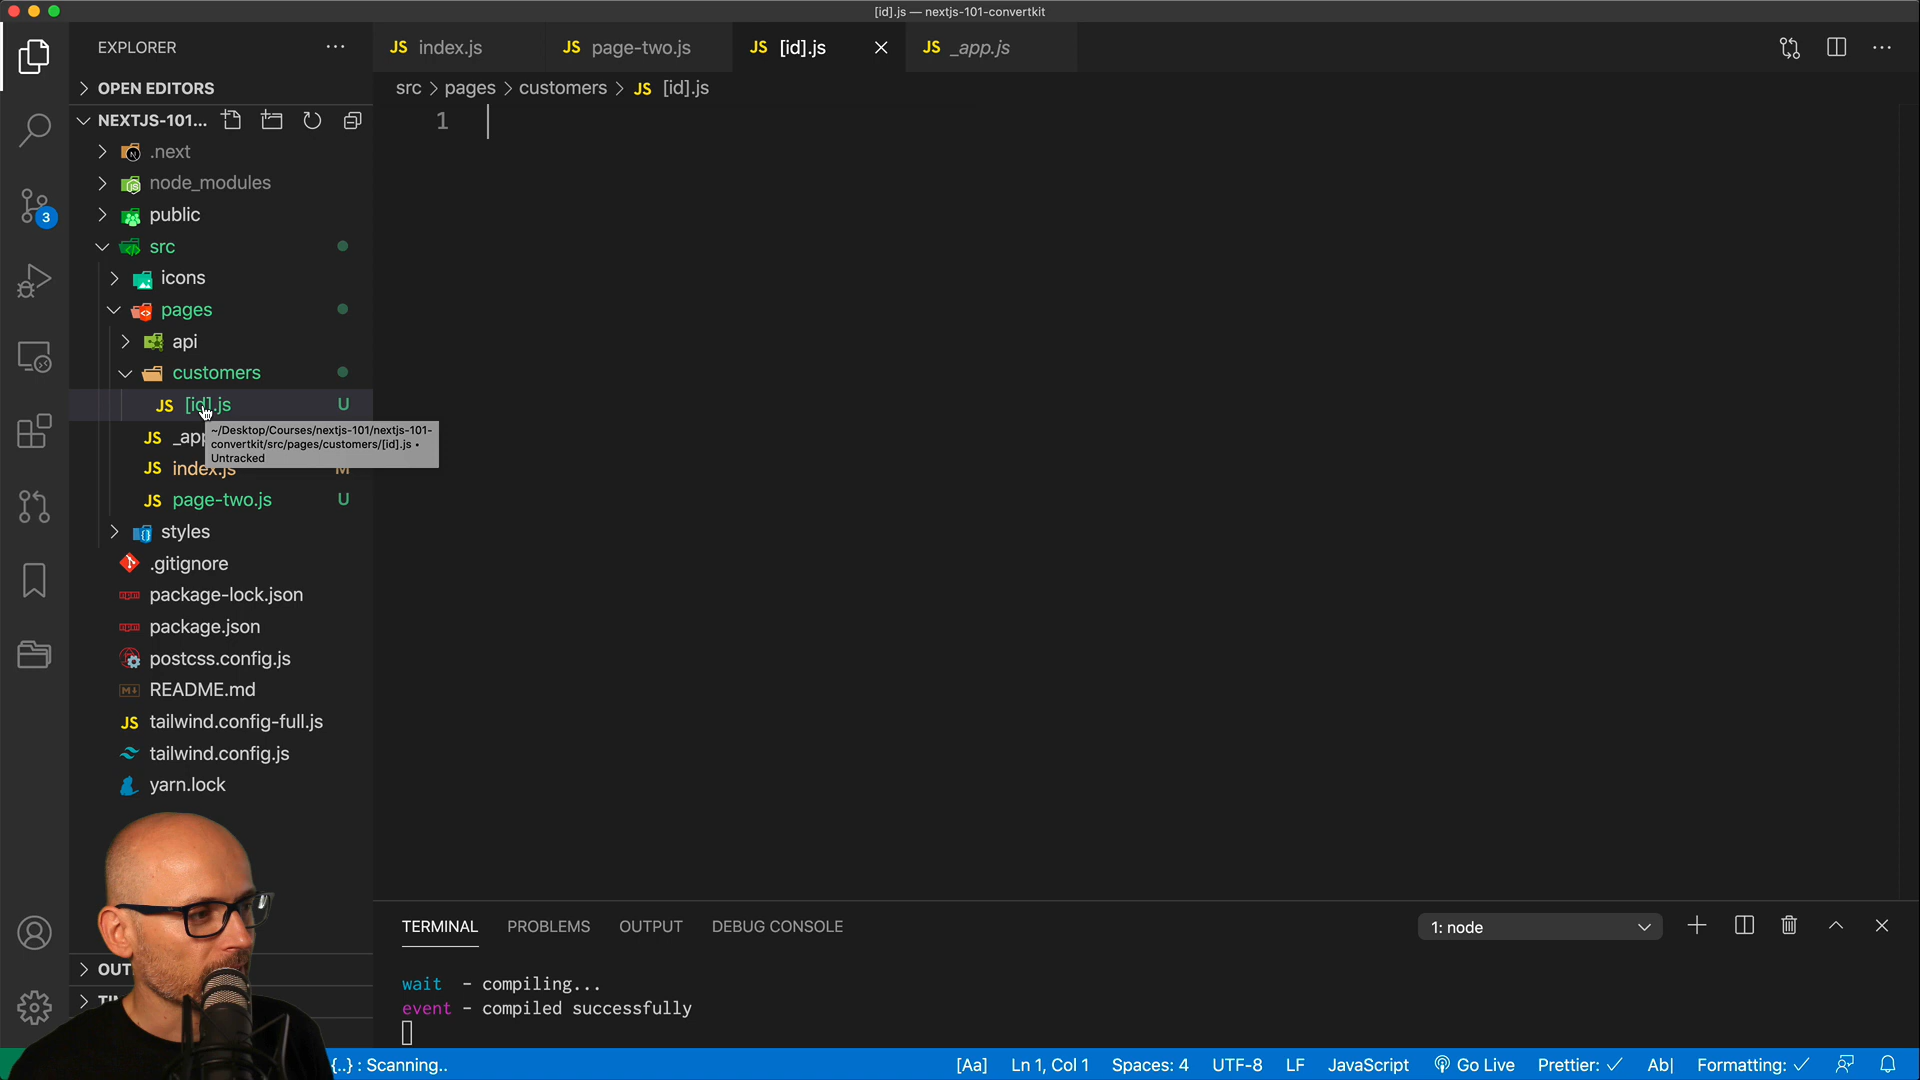 [id].js — nextjs-101-convertkit
EXPLORER
JS index.js
JS page-two.js
JS [id].js
JS _app.js
OPEN EDITORS
src > pages > customers > JS [id].js
NEXTJS-101...
1
.next
node_modules
public
3
src
icons
pages
api
customers
JS [id].js U
~/Desktop/Courses/nextjs-101/nextjs-101-
convertkit/src/pages/customers/[id].js •
Untracked
JS _app
JS index.js M
JS page-two.js U
styles
.gitignore
package-lock.json
package.json
postcss.config.js
README.md
JS tailwind.config-full.js
tailwind.config.js
yarn.lock
OUT
TERMINAL PROBLEMS OUTPUT DEBUG CONSOLE
1: node
wait - compiling...
event - compiled successfully
{..} : Scanning..
[Aa] Ln 1, Col 1 Spaces: 4 UTF-8 LF JavaScript Go Live Prettier: ✓ Ab| Formatting: ✓